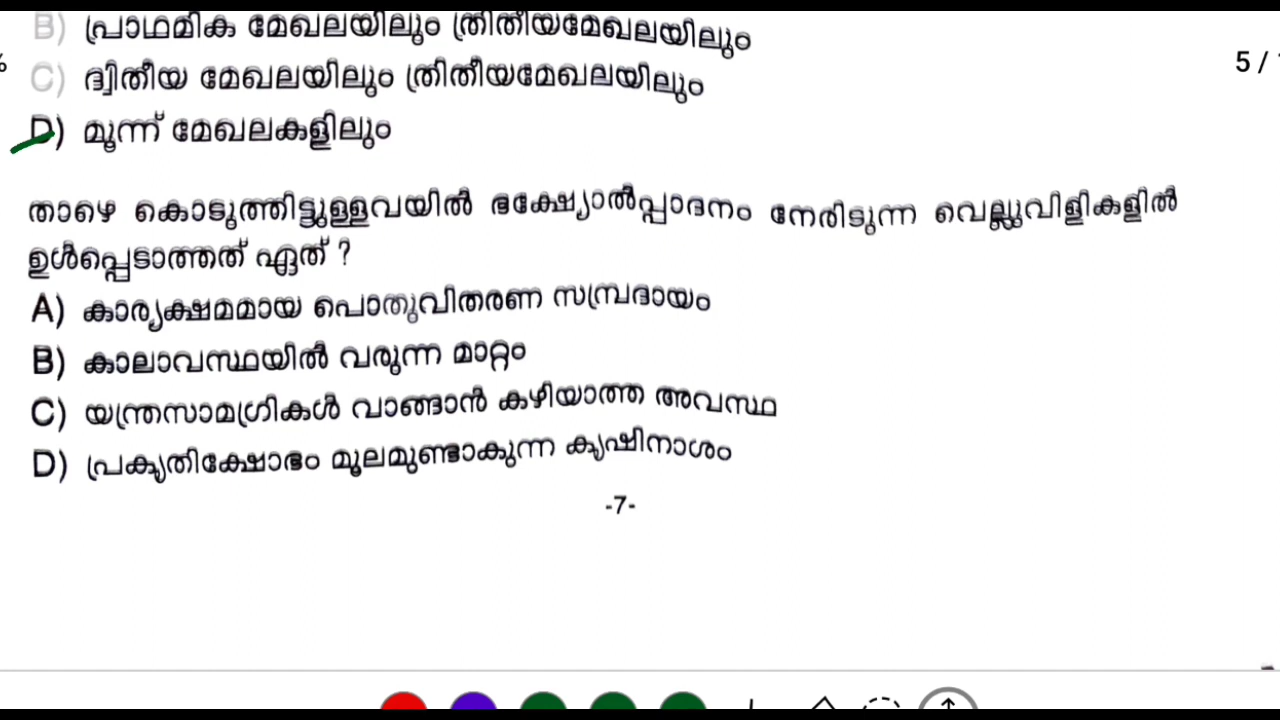 B) പ്രാഥമിക മേഖലയിലും ത്രിതീയമേഖലയിലും
C) ദ്വിതീയ മേഖലയിലും ത്രിതീയമേഖലയിലും
5 /
D) മൂന്ന് മേഖലകളിലും
താഴെ കൊടുത്തിട്ടുള്ളവയിൽ ഭക്ഷ്യോൽപ്പാദനം നേരിടുന്ന വെല്ലുവിളികളിൽ
ഉൾപ്പെടാത്തത് ഏത് ?
A) കാര്യക്ഷമമായ പൊതുവിതരണ സമ്പ്രദായം
B) കാലാവസ്ഥയിൽ വരുന്ന മാറ്റം
C) യന്ത്രസാമഗ്രികൾ വാങ്ങാൻ കഴിയാത്ത അവസ്ഥ
D) പ്രകൃതിക്ഷോഭം മൂലമുണ്ടാകുന്ന കൃഷിനാശം
-7-